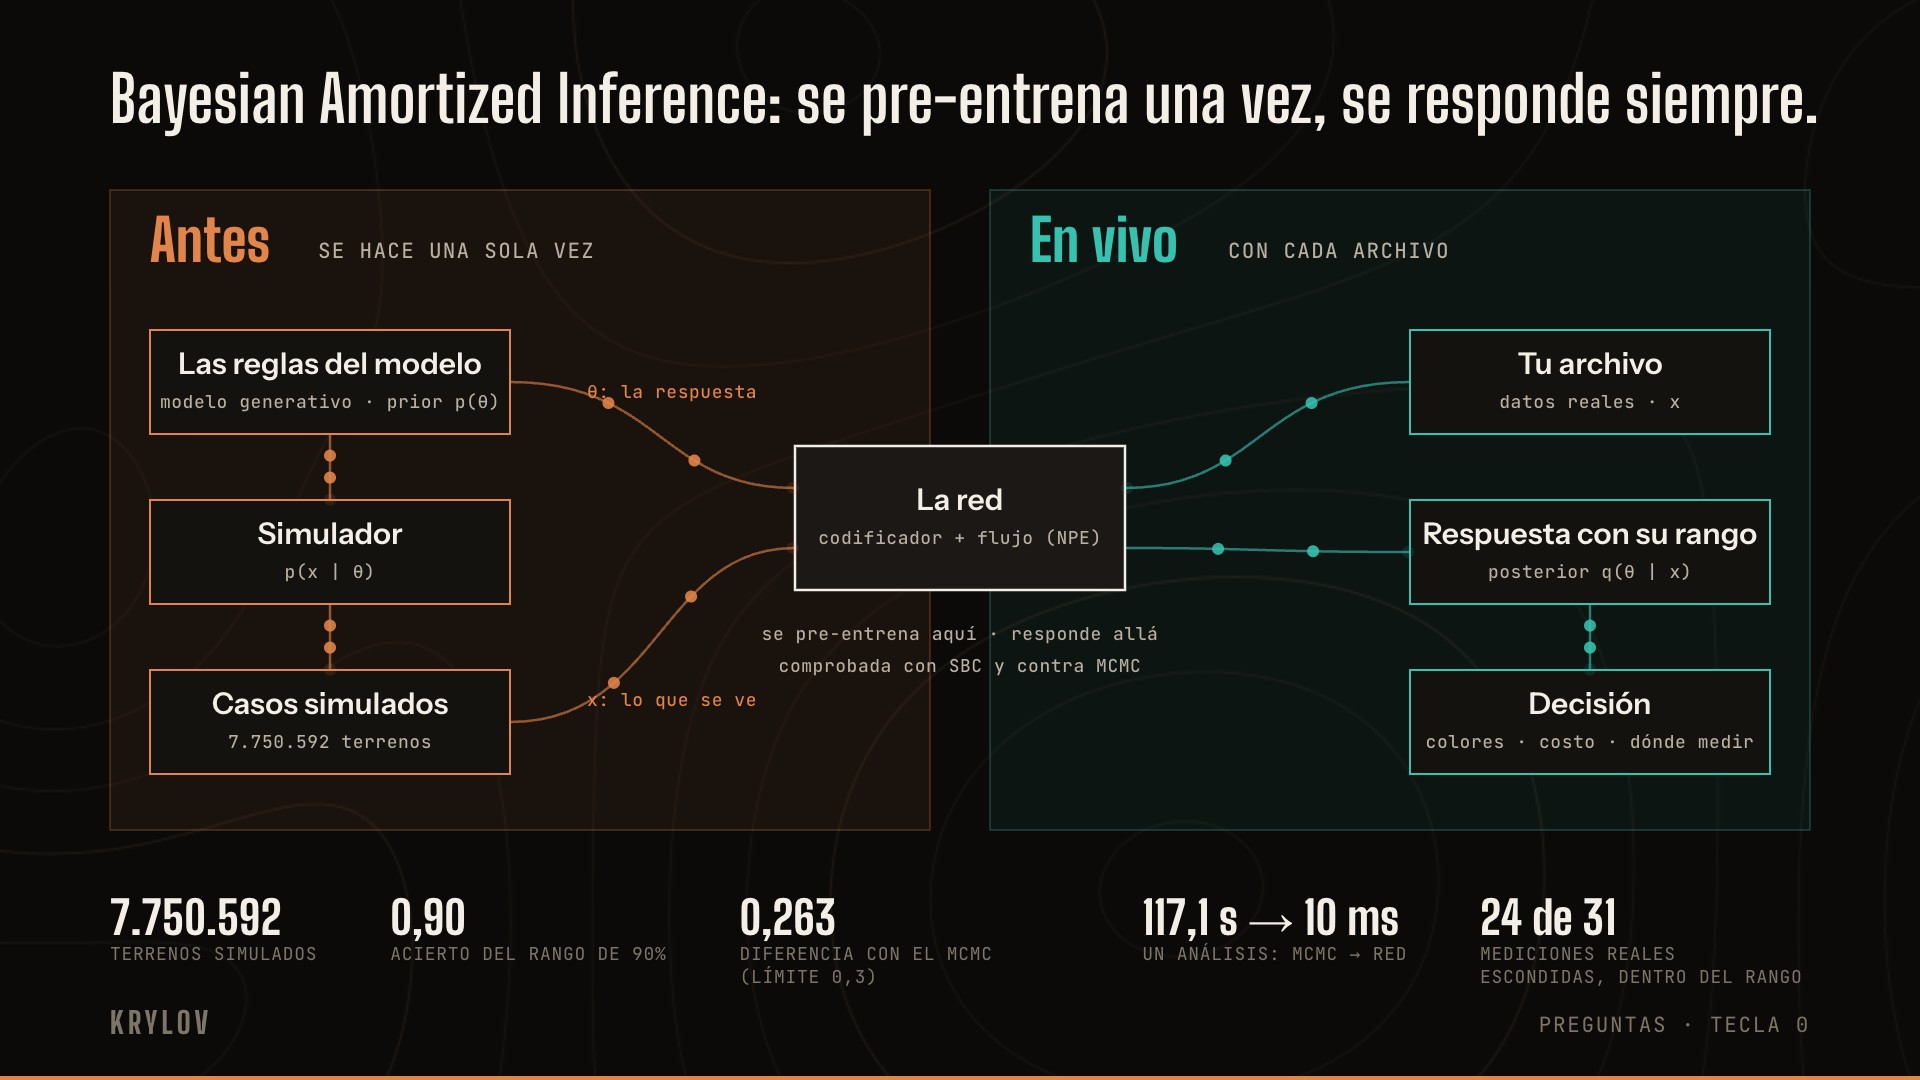 Bayesian Amortized Inference: se pre-entrena una vez, se responde siempre.
Antes
SE HACE UNA SOLA VEZ
Las reglas del modelo
modelo generativo · prior p(θ)
Simulador
p(x | θ)
Casos simulados
7.750.592 terrenos
θ: la respuesta
x: lo que se ve
La red
codificador + flujo (NPE)
se pre-entrena aquí · responde allá
comprobada con SBC y contra MCMC
En vivo
CON CADA ARCHIVO
Tu archivo
datos reales · x
Respuesta con su rango
posterior q(θ | x)
Decisión
colores · costo · dónde medir
7.750.592
TERRENOS SIMULADOS
0,90
ACIERTO DEL RANGO DE 90%
0,263
DIFERENCIA CON EL MCMC
(LÍMITE 0,3)
117,1 s → 10 ms
UN ANÁLISIS: MCMC → RED
24 de 31
MEDICIONES REALES
ESCONDIDAS, DENTRO DEL RANGO
KRYLOV
PREGUNTAS · TECLA 0